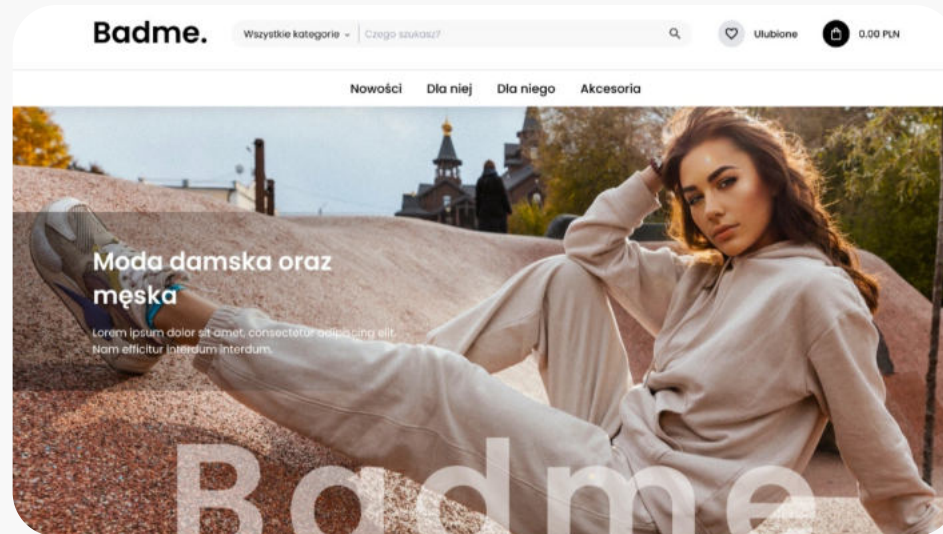 Badme.
Wszystkie kategorie
Czego szukasz?
Ulubione
0.00 PLN
Nowości Dla niej Dla niego Akcesoria
Moda damska oraz
męska
Lorem ipsum dolor sit amet, consectetur adipiscing elit.
Nam efficitur interdum interdum.
Badme